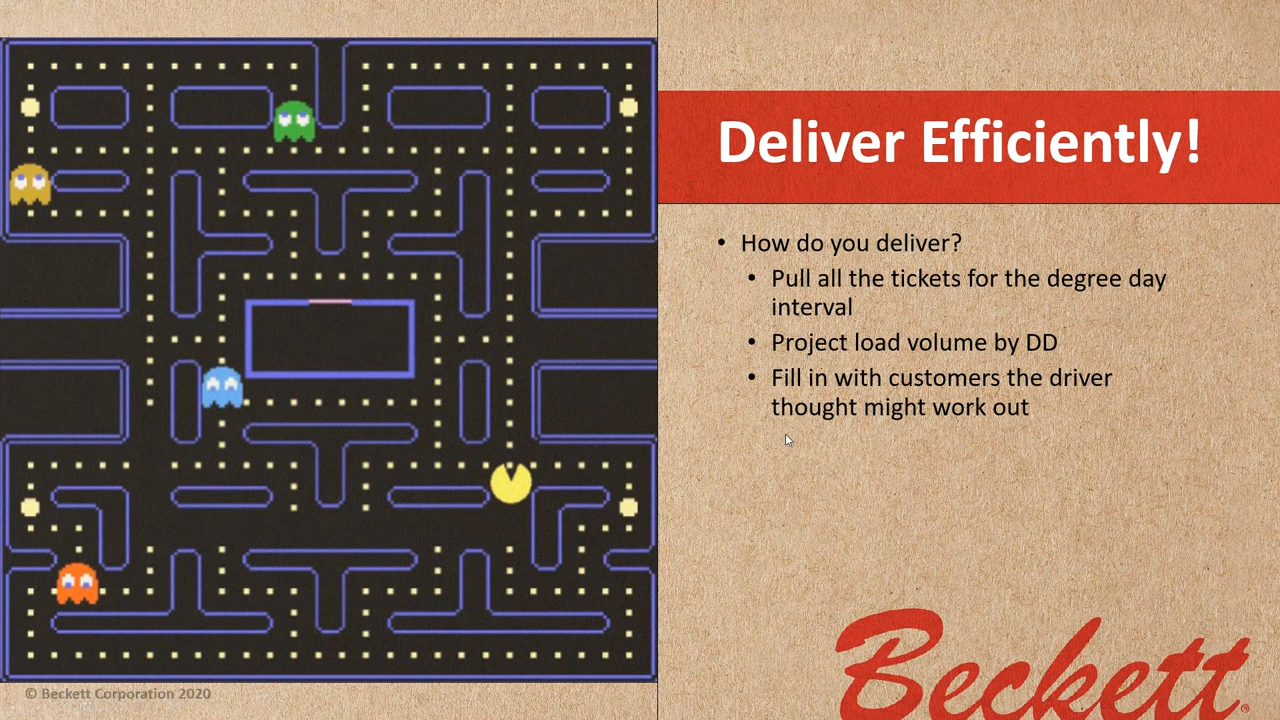 Deliver Efficiently!
• How do you deliver?
• Pull all the tickets for the degree day
interval
• Project load volume by DD
• Fill in with customers the driver
thought might work out
© Beckett Corporation 2020
Beckett®